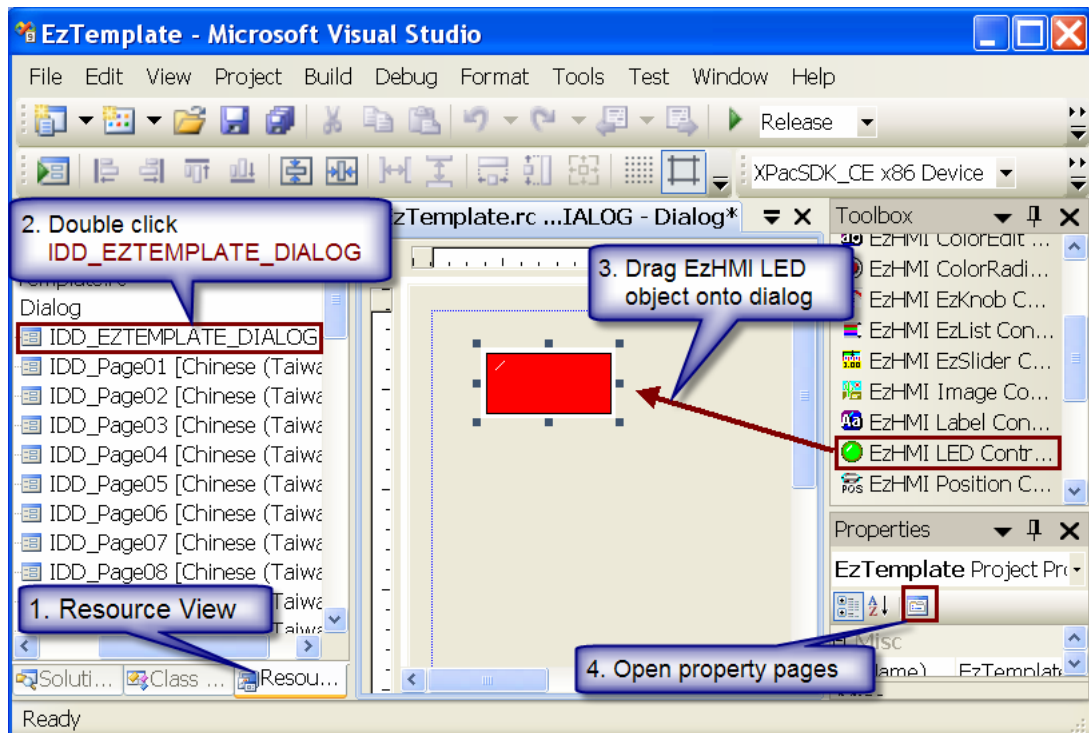 EzTemplate - Microsoft Visual Studio
File Edit View Project Build Debug Format Tools Test Window Help
Release
XPacSDK_CE x86 Device
2. Double click
IDD_EZTEMPLATE_DIALOG
zTemplate.rc ...IALOG - Dialog*
Toolbox
EzHMI ColorEdit ...
3. Drag EzHMI LED
object onto dialog
EzHMI ColorRadi...
EzHMI EzKnob C...
EzHMI EzList Con...
EzHMI EzSlider C...
EzHMI Image Co...
EzHMI Label Con...
EzHMI LED Contr...
EzHMI Position C...
Dialog
IDD_EZTEMPLATE_DIALOG
IDD_Page01 [Chinese (Taiwa
IDD_Page02 [Chinese (Taiwa
IDD_Page03 [Chinese (Taiwa
IDD_Page04 [Chinese (Taiwa
IDD_Page05 [Chinese (Taiwa
IDD_Page06 [Chinese (Taiwa
IDD_Page07 [Chinese (Taiwa
IDD_Page08 [Chinese (Taiwa
Taiwa
Taiwa
1. Resource View
Properties
EzTemplate Project Pro
Misc
4. Open property pages
Name) EzTemplate
Soluti... Class ... Resou...
Ready